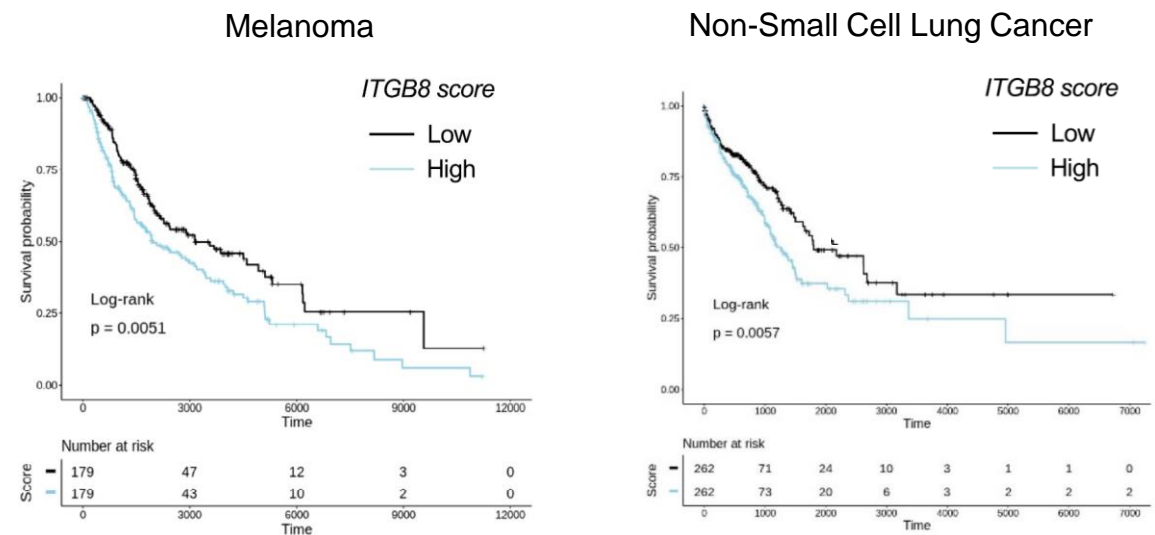 Melanoma
ITGB8 score
Low
High
1.00
0.75
0.50
0.25
0.00
Survival probability
Log-rank
p = 0.0051
0 3000 6000 9000 12000
Time
Number at risk
Score
179 47 12 3 0
179 43 10 2 0
0 3000 6000 9000 12000
Time
Non-Small Cell Lung Cancer
ITGB8 score
Low
High
1.00
0.75
0.50
0.25
0.00
Survival probability
Log-rank
p = 0.0057
0 1000 2000 3000 4000 5000 6000 7000
Time
Number at risk
Score
262 71 24 10 3 1 1 0
262 73 20 6 3 2 2 2
0 1000 2000 3000 4000 5000 6000 7000
Time